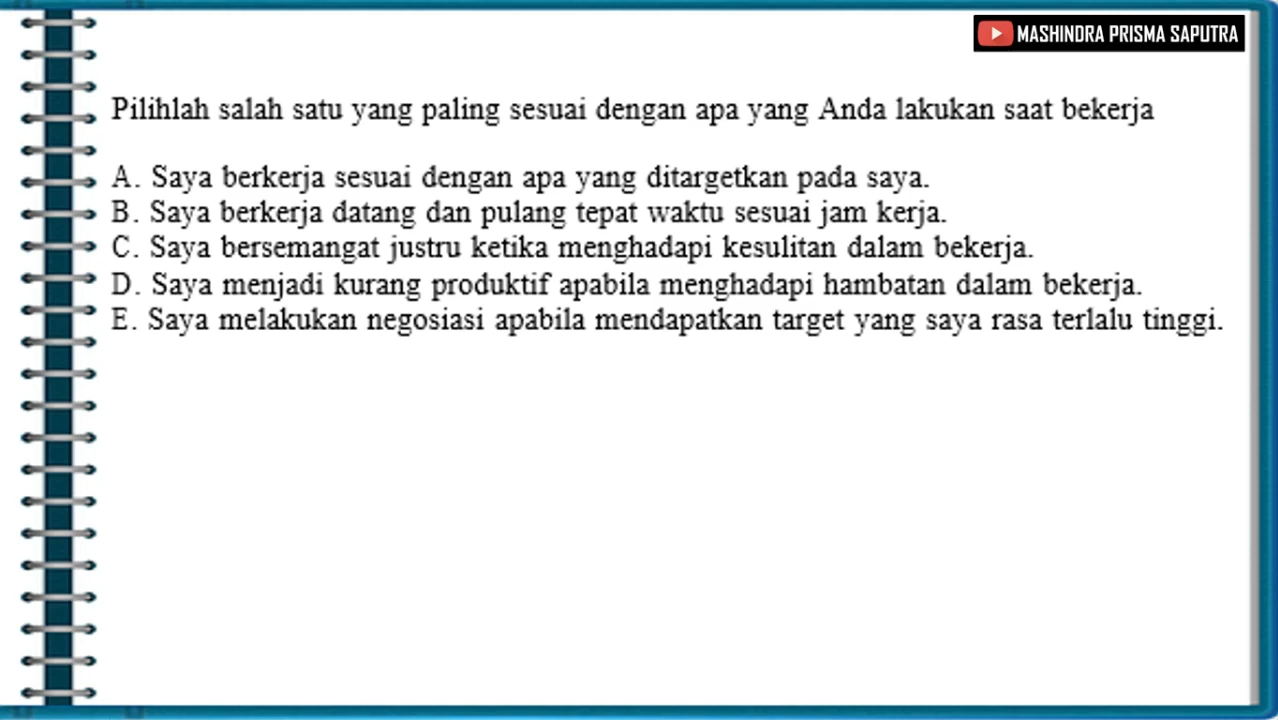 MASHINDRA PRISMA SAPUTRA
Pilihlah salah satu yang paling sesuai dengan apa yang Anda lakukan saat bekerja
A. Saya berkerja sesuai dengan apa yang ditargetkan pada saya.
B. Saya berkerja datang dan pulang tepat waktu sesuai jam kerja.
C. Saya bersemangat justru ketika menghadapi kesulitan dalam bekerja.
D. Saya menjadi kurang produktif apabila menghadapi hambatan dalam bekerja.
E. Saya melakukan negosiasi apabila mendapatkan target yang saya rasa terlalu tinggi.